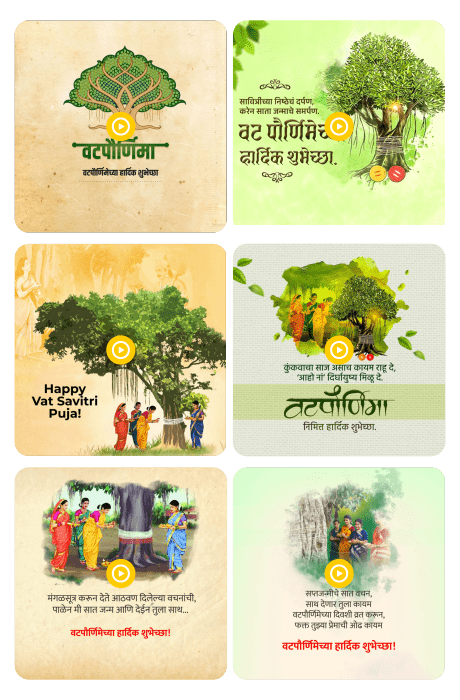 वटपौर्णिमा
वटपौर्णिमेच्या हार्दिक शुभेच्छा
सावित्रीच्या निष्ठेचं दर्पण,
करेन साता जन्माचे समर्पण.
वट पौर्णिमेच्
हार्दिक शुभेच्छा.
Happy
Vat Savitri
Puja!
कुंकवाचा साज असाच कायम राहू दे,
'आहो नां' दिर्घायुष्य मिळू दे.
वटपौर्णिमा
निमित्त हार्दिक शुभेच्छा.
मंगळसूत्र करून देते आठवण दिलेल्या वचनांची,
पाळेन मी सात जन्म आणि देईन तुला साथ...
वटपौर्णिमेच्या हार्दिक शुभेच्छा!
सप्तजन्मीचे सात वचन,
साथ देणार तुला कायम
वटपौर्णिमेच्या दिवशी व्रत करून,
फक्त तुझ्या प्रेमाची ओढ कायम
वटपौर्णिमेच्या हार्दिक शुभेच्छा!